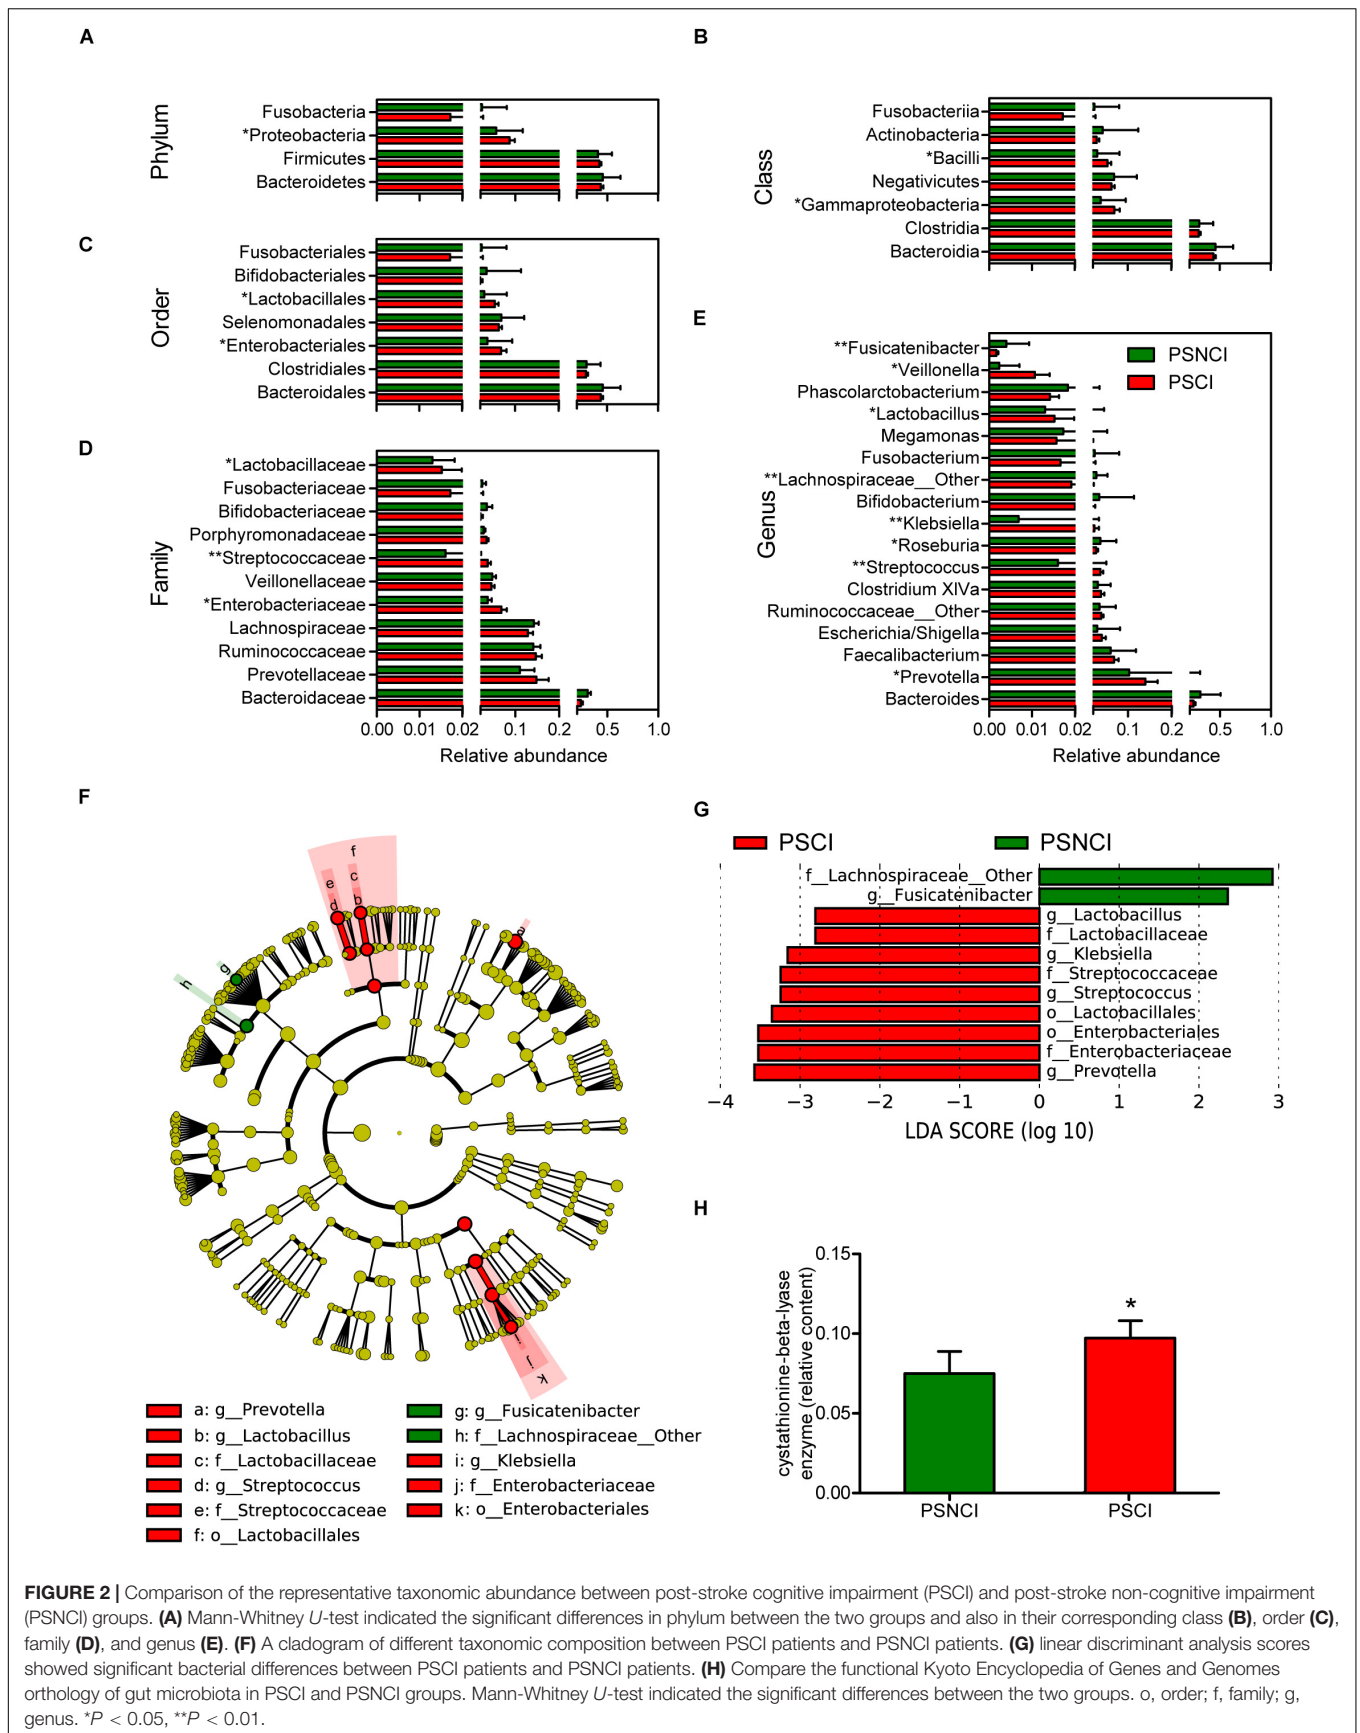 A
Phylum
Fusobacteria
*Proteobacteria
Firmicutes
Bacteroidetes
B
Class
Fusobacteriia
Actinobacteria
*Bacilli
Negativicutes
*Gammaproteobacteria
Clostridia
Bacteroidia
C
Order
Fusobacteriales
Bifidobacteriales
*Lactobacillales
Selenomonadales
*Enterobacteriales
Clostridiales
Bacteroidales
D
Family
*Lactobacillaceae
Fusobacteriaceae
Bifidobacteriaceae
Porphyromonadaceae
**Streptococcaceae
Veillonellaceae
*Enterobacteriaceae
Lachnospiraceae
Ruminococcaceae
Prevotellaceae
Bacteroidaceae
0.00 0.01 0.02 0.1 0.2 0.5 1.0
Relative abundance
E
Genus
PSNCI
PSCI
**Fusicatenibacter
*Veillonella
Phascolarctobacterium
*Lactobacillus
Megamonas
Fusobacterium
**Lachnospiraceae__Other
Bifidobacterium
**Klebsiella
*Roseburia
**Streptococcus
Clostridium XIVa
Ruminococcaceae__Other
Escherichia/Shigella
Faecalibacterium
*Prevotella
Bacteroides
0.00 0.01 0.02 0.1 0.2 0.5 1.0
Relative abundance
F
f
e
c
d
b
a
g
h
i
j
k
a: g__Prevotella
b: g__Lactobacillus
c: f__Lactobacillaceae
d: g__Streptococcus
e: f__Streptococcaceae
f: o__Lactobacillales
g: g__Fusicatenibacter
h: f__Lachnospiraceae__Other
i: g__Klebsiella
j: f__Enterobacteriaceae
k: o__Enterobacteriales
G
PSCI PSNCI
f__Lachnospiraceae__Other
g__Fusicatenibacter
g__Lactobacillus
f__Lactobacillaceae
g__Klebsiella
f__Streptococcaceae
g__Streptococcus
o__Lactobacillales
o__Enterobacteriales
f__Enterobacteriaceae
g__Prevotella
−4 −3 −2 −1 0 1 2 3
LDA SCORE (log 10)
H
cystathionine-beta-lyase
enzyme (relative content)
0.15
0.10
0.05
0.00
*
PSNCI PSCI
FIGURE 2 | Comparison of the representative taxonomic abundance between post-stroke cognitive impairment (PSCI) and post-stroke non-cognitive impairment
(PSNCI) groups. (A) Mann-Whitney U-test indicated the significant differences in phylum between the two groups and also in their corresponding class (B), order (C),
family (D), and genus (E). (F) A cladogram of different taxonomic composition between PSCI patients and PSNCI patients. (G) linear discriminant analysis scores
showed significant bacterial differences between PSCI patients and PSNCI patients. (H) Compare the functional Kyoto Encyclopedia of Genes and Genomes
orthology of gut microbiota in PSCI and PSNCI groups. Mann-Whitney U-test indicated the significant differences between the two groups. o, order; f, family; g,
genus. *P < 0.05, **P < 0.01.